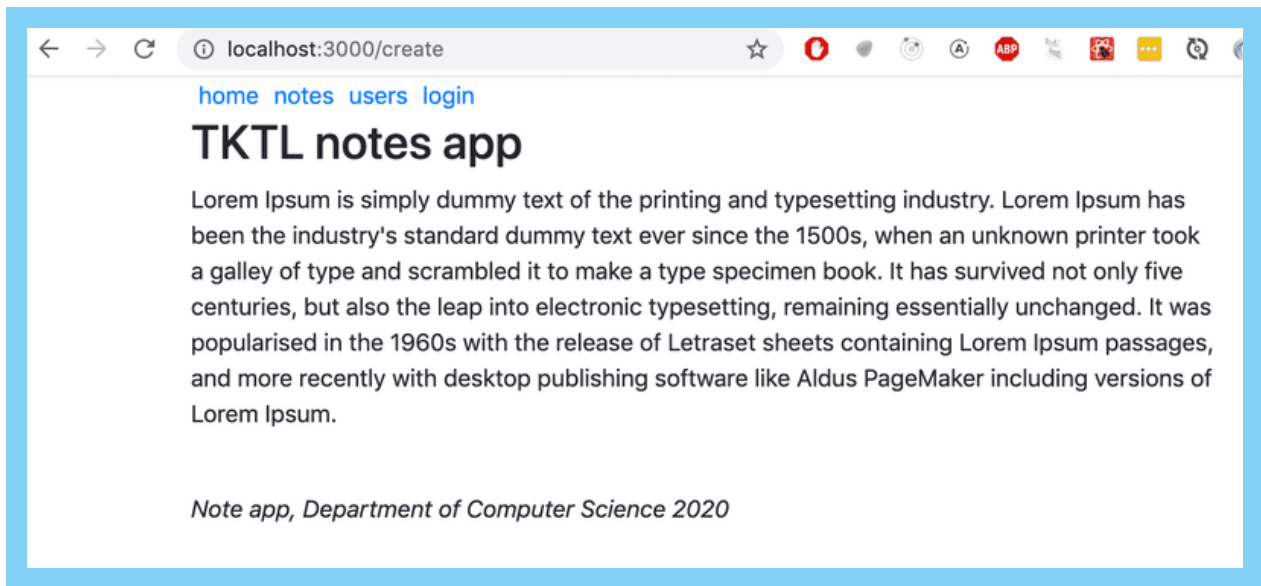 localhost:3000/create
ABP
home notes users login
TKTL notes app
Lorem Ipsum is simply dummy text of the printing and typesetting industry. Lorem Ipsum has
been the industry's standard dummy text ever since the 1500s, when an unknown printer took
a galley of type and scrambled it to make a type specimen book. It has survived not only five
centuries, but also the leap into electronic typesetting, remaining essentially unchanged. It was
popularised in the 1960s with the release of Letraset sheets containing Lorem Ipsum passages,
and more recently with desktop publishing software like Aldus PageMaker including versions of
Lorem Ipsum.
Note app, Department of Computer Science 2020